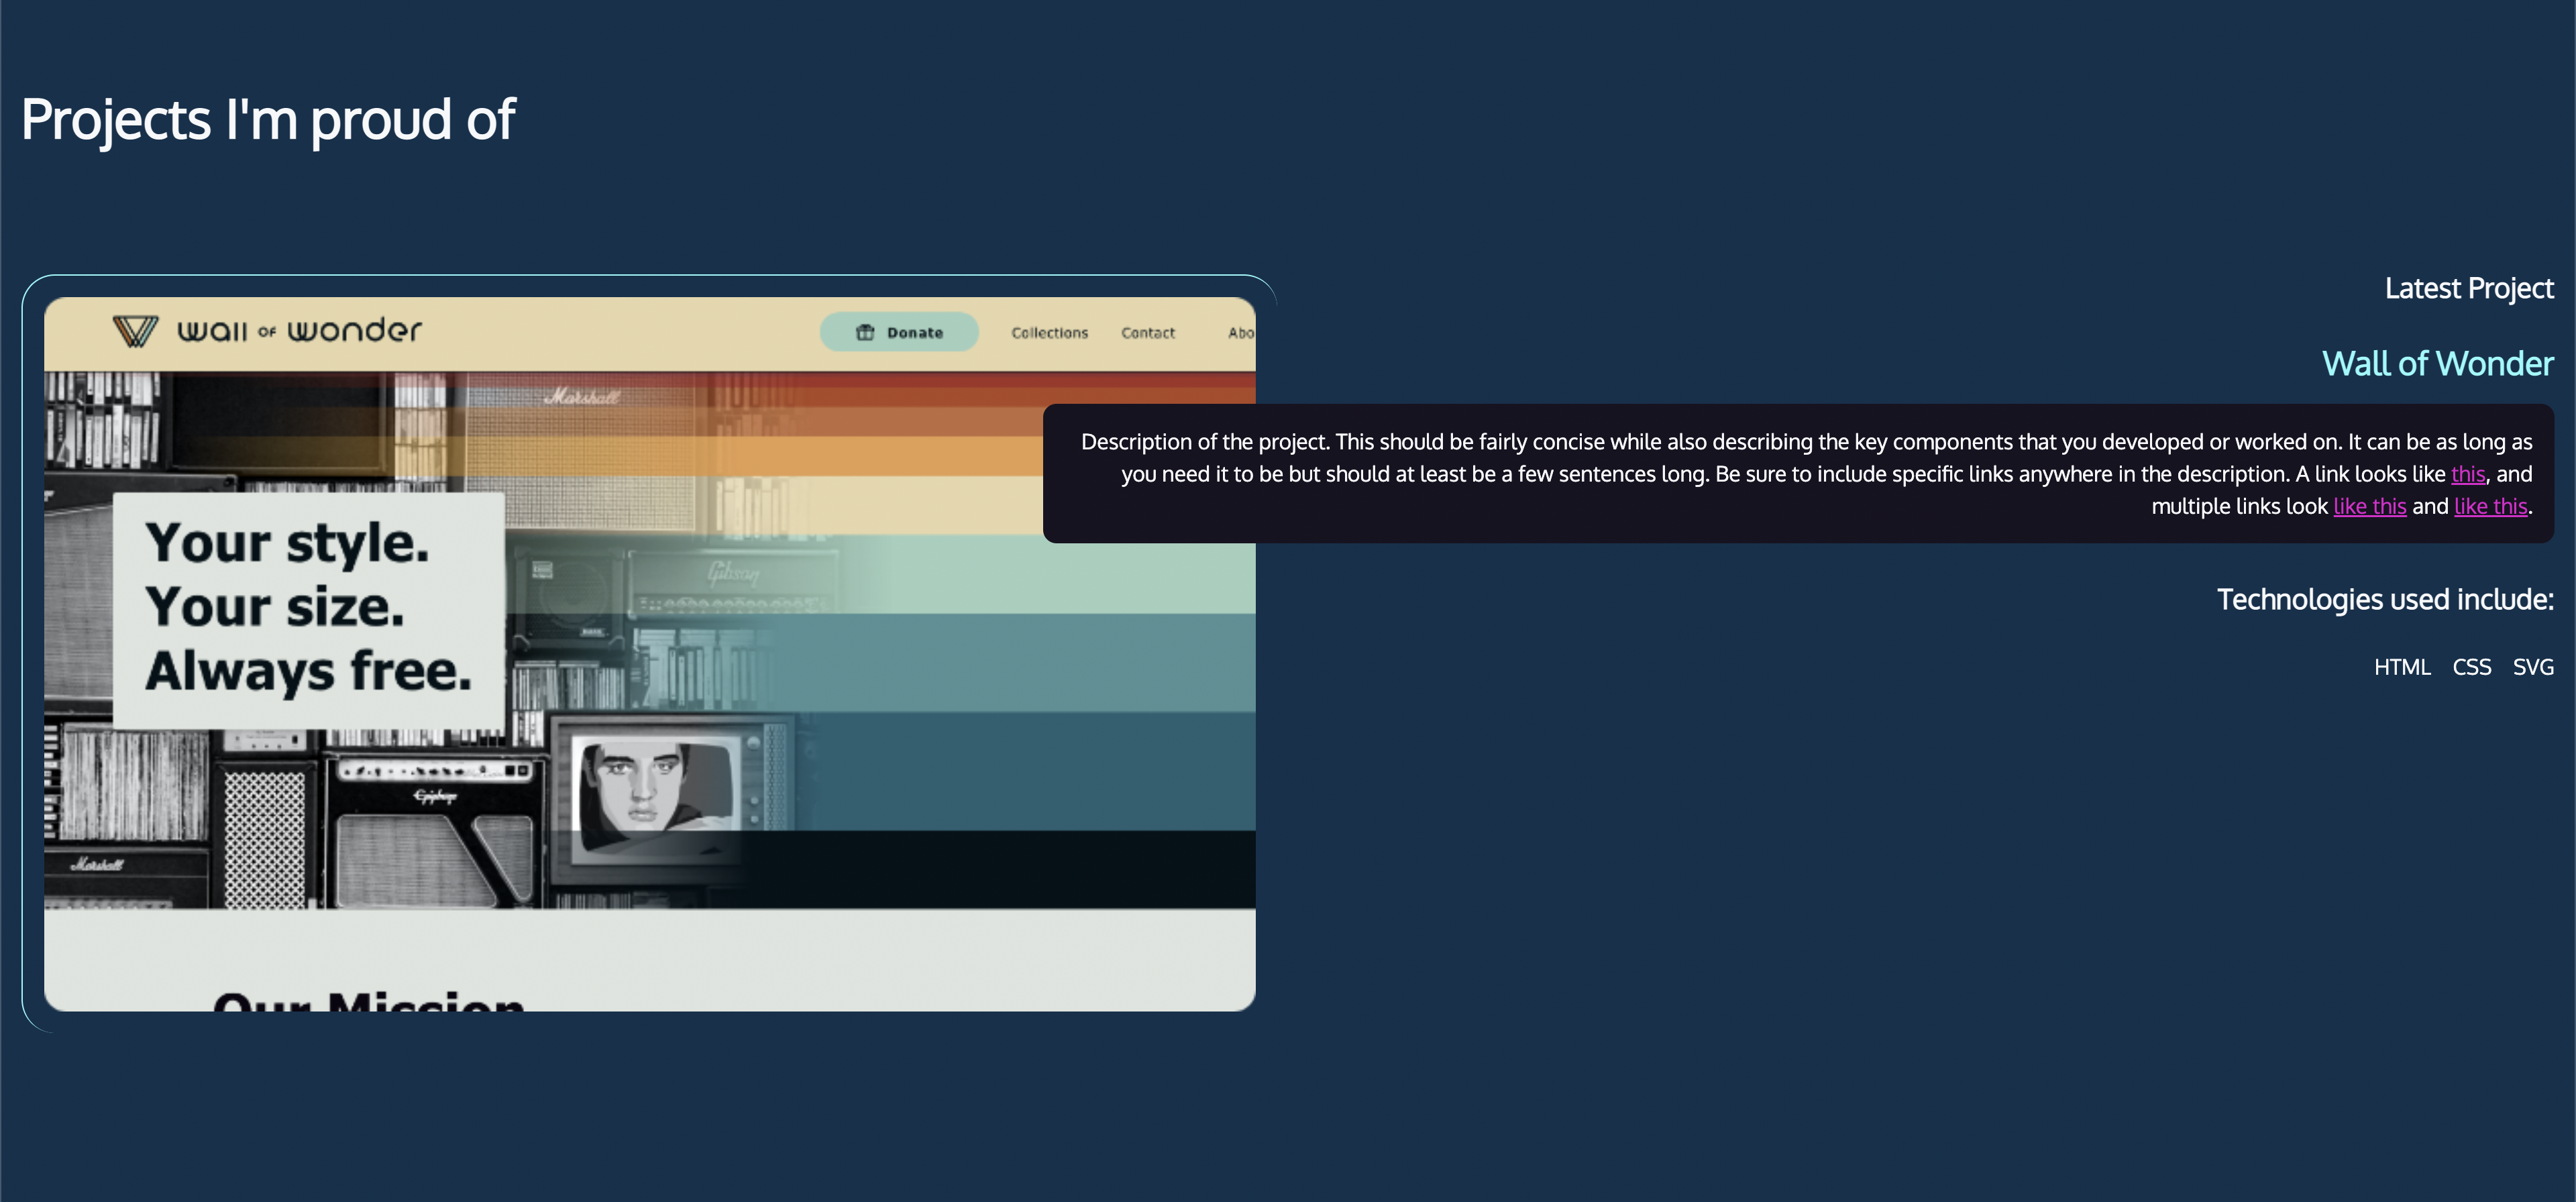 Projects I'm proud of
wall OF wonder
Donate
Collections
Contact
Abo
Marshall
Your style.
Your size.
Always free.
Gibson
Epiphone
Marshall
Our Mission
Latest Project
Wall of Wonder
Description of the project. This should be fairly concise while also describing the key components that you developed or worked on. It can be as long as
you need it to be but should at least be a few sentences long. Be sure to include specific links anywhere in the description. A link looks like this, and
multiple links look like this and like this.
Technologies used include:
HTML CSS SVG